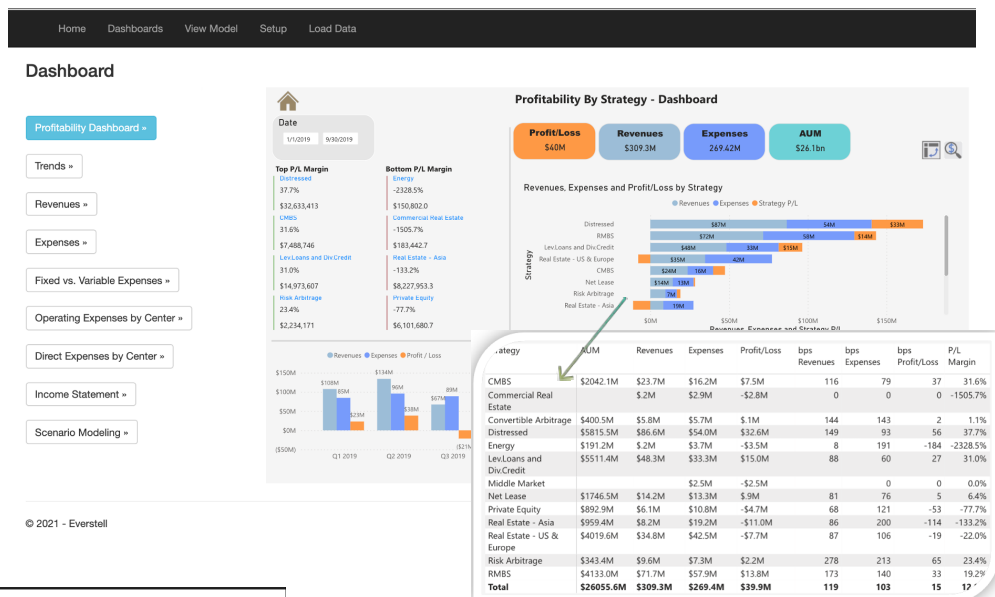 Home Dashboards View Model Setup Load Data
Dashboard
Profitability Dashboard »
Trends »
Revenues »
Expenses »
Fixed vs. Variable Expenses »
Operating Expenses by Center »
Direct Expenses by Center »
Income Statement »
Scenario Modeling »
© 2021 - Everstell
Profitability By Strategy - Dashboard
Date
1/1/2019 9/30/2019
Profit/Loss Revenues Expenses AUM
$40M $309.3M 269.42M $26.1bn
Top P/L Margin Bottom P/L Margin
Distressed Energy
37.7% -2328.5%
$32,633,413 $150,802.0
CMBS Commercial Real Estate
31.6% -1505.7%
$7,488,746 $183,442.7
Lev.Loans and Div.Credit Real Estate - Asia
31.0% -133.2%
$14,973,607 $8,227,953.3
Risk Arbitrage Private Equity
23.4% -77.7%
$2,234,171 $6,101,680.7
Revenues, Expenses and Profit/Loss by Strategy
Revenues Expenses Strategy P/L
Strategy
Distressed $87M 54M $33M
RMBS $72M 58M $14M
Lev.Loans and Div.Credit $48M 33M $15M
Real Estate - US & Europe $35M 42M
CMBS $24M 16M
Net Lease $14M 13M
Risk Arbitrage 7M
Real Estate - Asia 19M
$0M $50M $100M $150M
Revenues, Expenses and Strategy P/L
Revenues Expenses Profit / Loss
$150M
$100M
$50M
$0M
($50M)
$108M 85M $23M
$134M 96M $38M
$67M 89M ($21M
Q1 2019 Q2 2019 Q3 2019
AUM Revenues Expenses Profit/Loss bps bps bps P/L
Revenues Expenses Profit/Loss Margin
CMBS $2042.1M $23.7M $16.2M $7.5M 116 79 37 31.6%
Commercial Real $.2M $2.9M -$2.8M 0 0 0 -1505.7%
Estate
Convertible Arbitrage $400.5M $5.8M $5.7M $.1M 144 143 2 1.1%
Distressed $5815.5M $86.6M $54.0M $32.6M 149 93 56 37.7%
Energy $191.2M $.2M $3.7M -$3.5M 8 191 -184 -2328.5%
Lev.Loans and $5511.4M $48.3M $33.3M $15.0M 88 60 27 31.0%
Div.Credit
Middle Market $2.5M -$2.5M 0 0 0.0%
Net Lease $1746.5M $14.2M $13.3M $.9M 81 76 5 6.4%
Private Equity $892.9M $6.1M $10.8M -$4.7M 68 121 -53 -77.7%
Real Estate - Asia $959.4M $8.2M $19.2M -$11.0M 86 200 -114 -133.2%
Real Estate - US & $4019.6M $34.8M $42.5M -$7.7M 87 106 -19 -22.0%
Europe
Risk Arbitrage $343.4M $9.6M $7.3M $2.2M 278 213 65 23.4%
RMBS $4133.0M $71.7M $57.9M $13.8M 173 140 33 19.2%
Total $26055.6M $309.3M $269.4M $39.9M 119 103 15